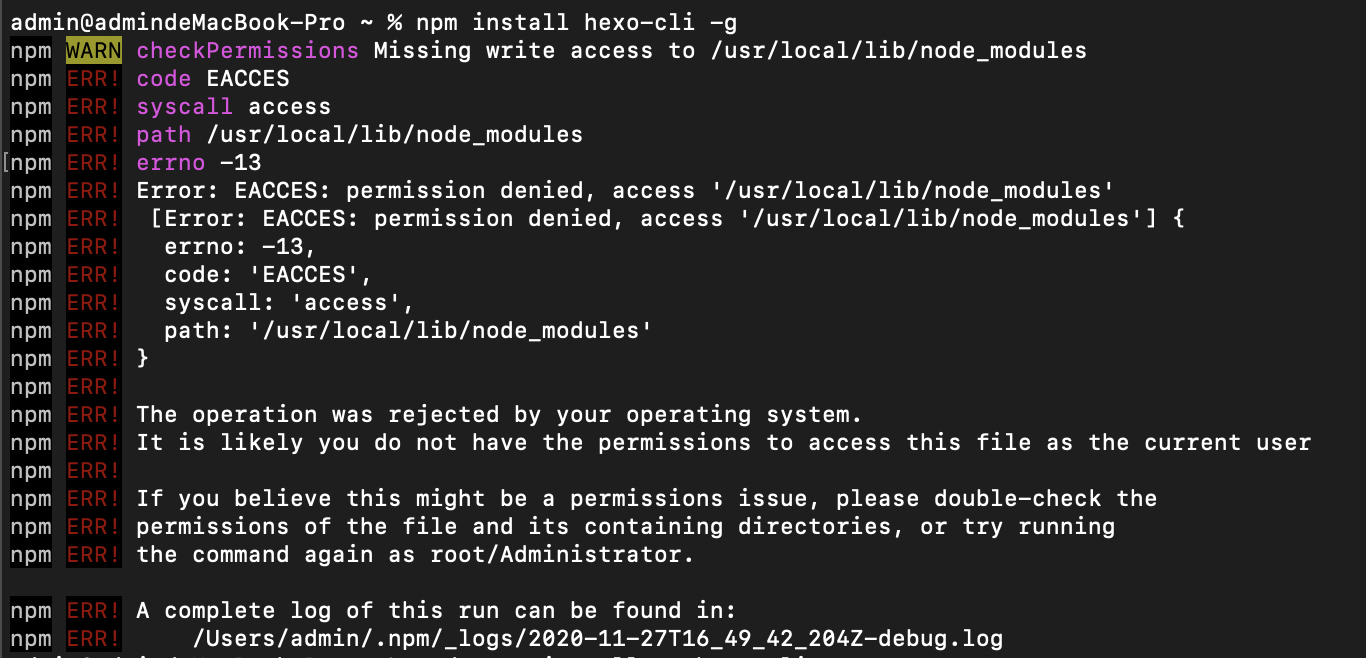 admin@admindeMacBook-Pro ~ % npm install hexo-cli -g
npm WARN checkPermissions Missing write access to /usr/local/lib/node_modules
npm ERR! code EACCES
npm ERR! syscall access
npm ERR! path /usr/local/lib/node_modules
[npm ERR! errno -13
npm ERR! Error: EACCES: permission denied, access '/usr/local/lib/node_modules'
npm ERR!  [Error: EACCES: permission denied, access '/usr/local/lib/node_modules'] {
npm ERR!   errno: -13,
npm ERR!   code: 'EACCES',
npm ERR!   syscall: 'access',
npm ERR!   path: '/usr/local/lib/node_modules'
npm ERR! }
npm ERR!
npm ERR! The operation was rejected by your operating system.
npm ERR! It is likely you do not have the permissions to access this file as the current user
npm ERR!
npm ERR! If you believe this might be a permissions issue, please double-check the
npm ERR! permissions of the file and its containing directories, or try running
npm ERR! the command again as root/Administrator.
npm ERR! A complete log of this run can be found in:
npm ERR!     /Users/admin/.npm/_logs/2020-11-27T16_49_42_204Z-debug.log